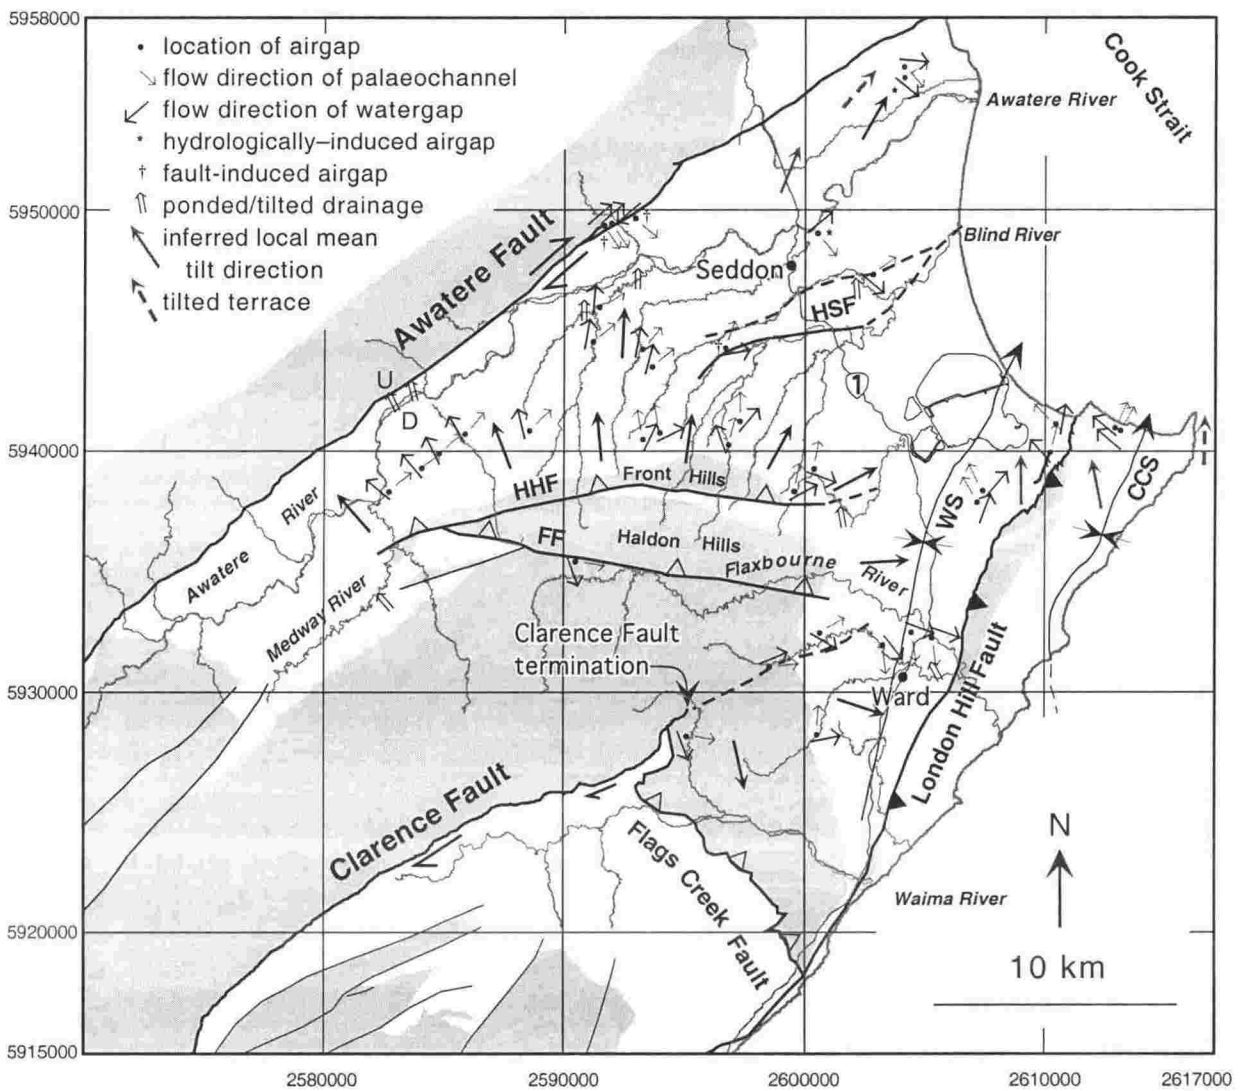 5958000
location of airgap
flow direction of palaeochannel
flow direction of watergap
hydrologically–induced airgap
fault-induced airgap
ponded/tilted drainage
inferred local mean
tilt direction
tilted terrace
Cook Strait
Awatere River
5950000
Blind River
Awatere Fault
Seddon
HSF
U
D
1
5940000
Front Hills
HHF
River
WS
CCS
FF
Haldon Hills
Flaxbourne
River
Awatere
Medway River
Clarence Fault
termination
London Hill Fault
5930000
Ward
Clarence Fault
Flags Creek Fault
N
Waima River
5920000
10 km
5915000
2580000
2590000
2600000
2610000
2617000